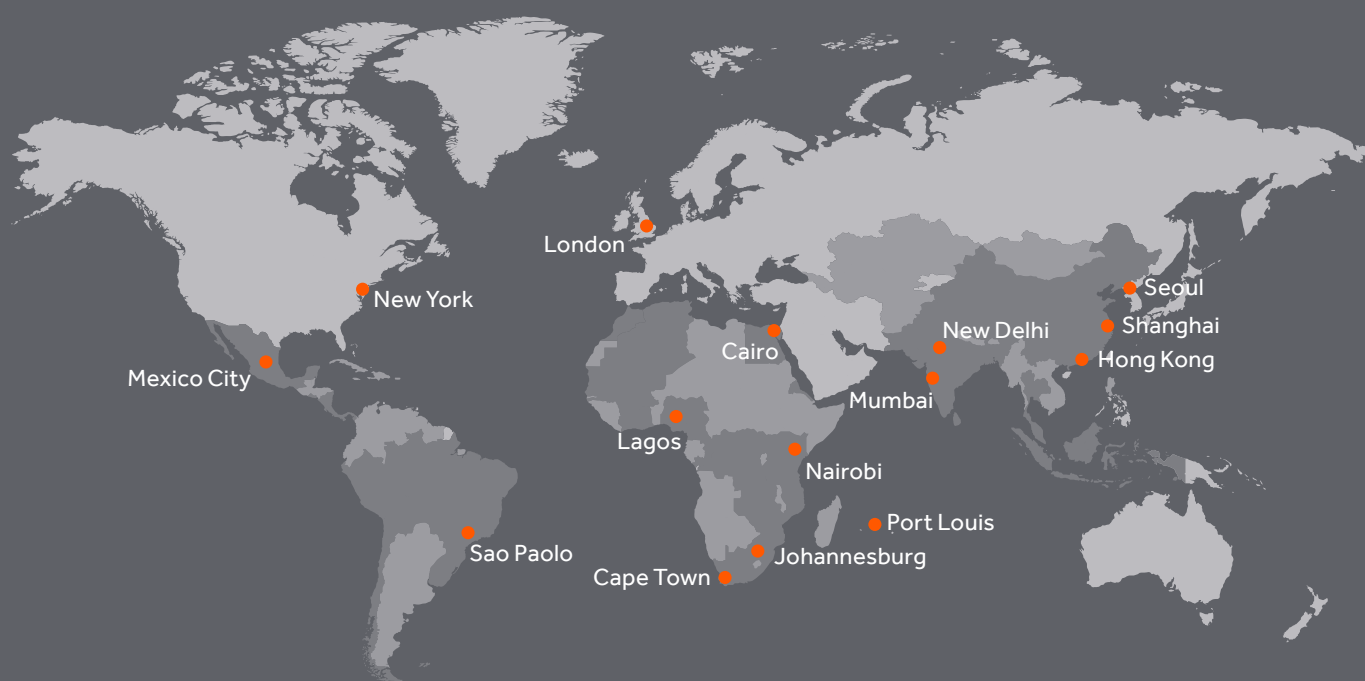 London
New York
Seoul
Shanghai
New Delhi
Cairo
Hong Kong
Mexico City
Mumbai
Lagos
Nairobi
Port Louis
Sao Paolo
Johannesburg
Cape Town